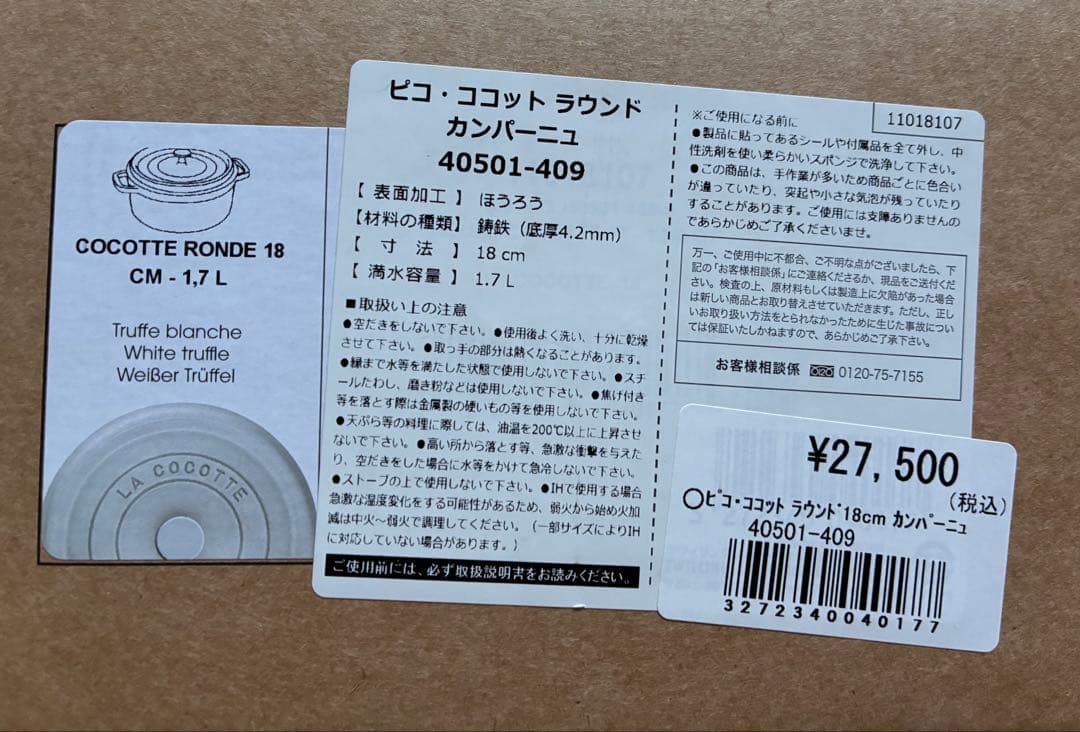 COCOTTE RONDE 18
CM - 1,7 L
Truffe blanche
White truffle
Weißer Trüffel
LA COCOTTE
ピコ・ココット ラウンド
カンパーニュ
40501-409
【 表面加工 】 ほうろう
【材料の種類】 鋳鉄（底厚4.2mm）
【 寸 法 】 18 cm
【 満水容量 】 1.7 L
■取扱い上の注意
●空だきをしないで下さい。●使用後よく洗い、十分に乾燥
させて下さい。●取っ手の部分は熱くなることがあります。
●縁まで水等を満たした状態で使用しないで下さい。●スチ
ールたわし、磨き粉などは使用しないで下さい。●焦げ付き
等を落とす際は金属製の硬いもの等を使用しないで下さい。
●天ぷら等の料理に際しては、油温を200℃以上に上昇させ
ないで下さい。●高い所から落とす等、急激な衝撃を与えた
り、空だきをした場合に水等をかけて急冷しないで下さい。
●ストーブの上で使用しないで下さい。●IHで使用する場合
急激な温度変化をする可能性があるため、弱火から始め火加
減は中火～弱火で調理してください。（一部サイズによりIH
に対応していない場合があります。）
ご使用前には、必ず取扱説明書をお読みください。
11018107
※ご使用になる前に
●製品に貼ってあるシールや付属品を全て外し、中
性洗剤を使い柔らかいスポンジで洗浄して下さい。
●この商品は、手作業が多いため商品ごとに色合い
が違っていたり、突起や小さな気泡が残っていたり
することがあります。ご使用には支障ありませんの
であらかじめご了承くださいませ。
万一、ご使用中に不都合、ご不明な点がございましたら、下
記の「お客様相談係」にご連絡くださるか、現品をご送付くだ
さい。検査の上、原材料もしくは製造上に欠陥があった場合
は新しい商品とお取り替えさせていただきます。ただし、正し
いお取り扱い方法をとられなかったために生じた事故につい
ては保証いたしかねますので、あらかじめご了承下さい。
お客様相談係 0120-75-7155
¥27,500
(税込)
○ﾋﾟｺ・ｺｺｯﾄ ﾗｳﾝﾄﾞ18cm ｶﾝﾊﾟｰﾆｭ
40501-409
3272340040177